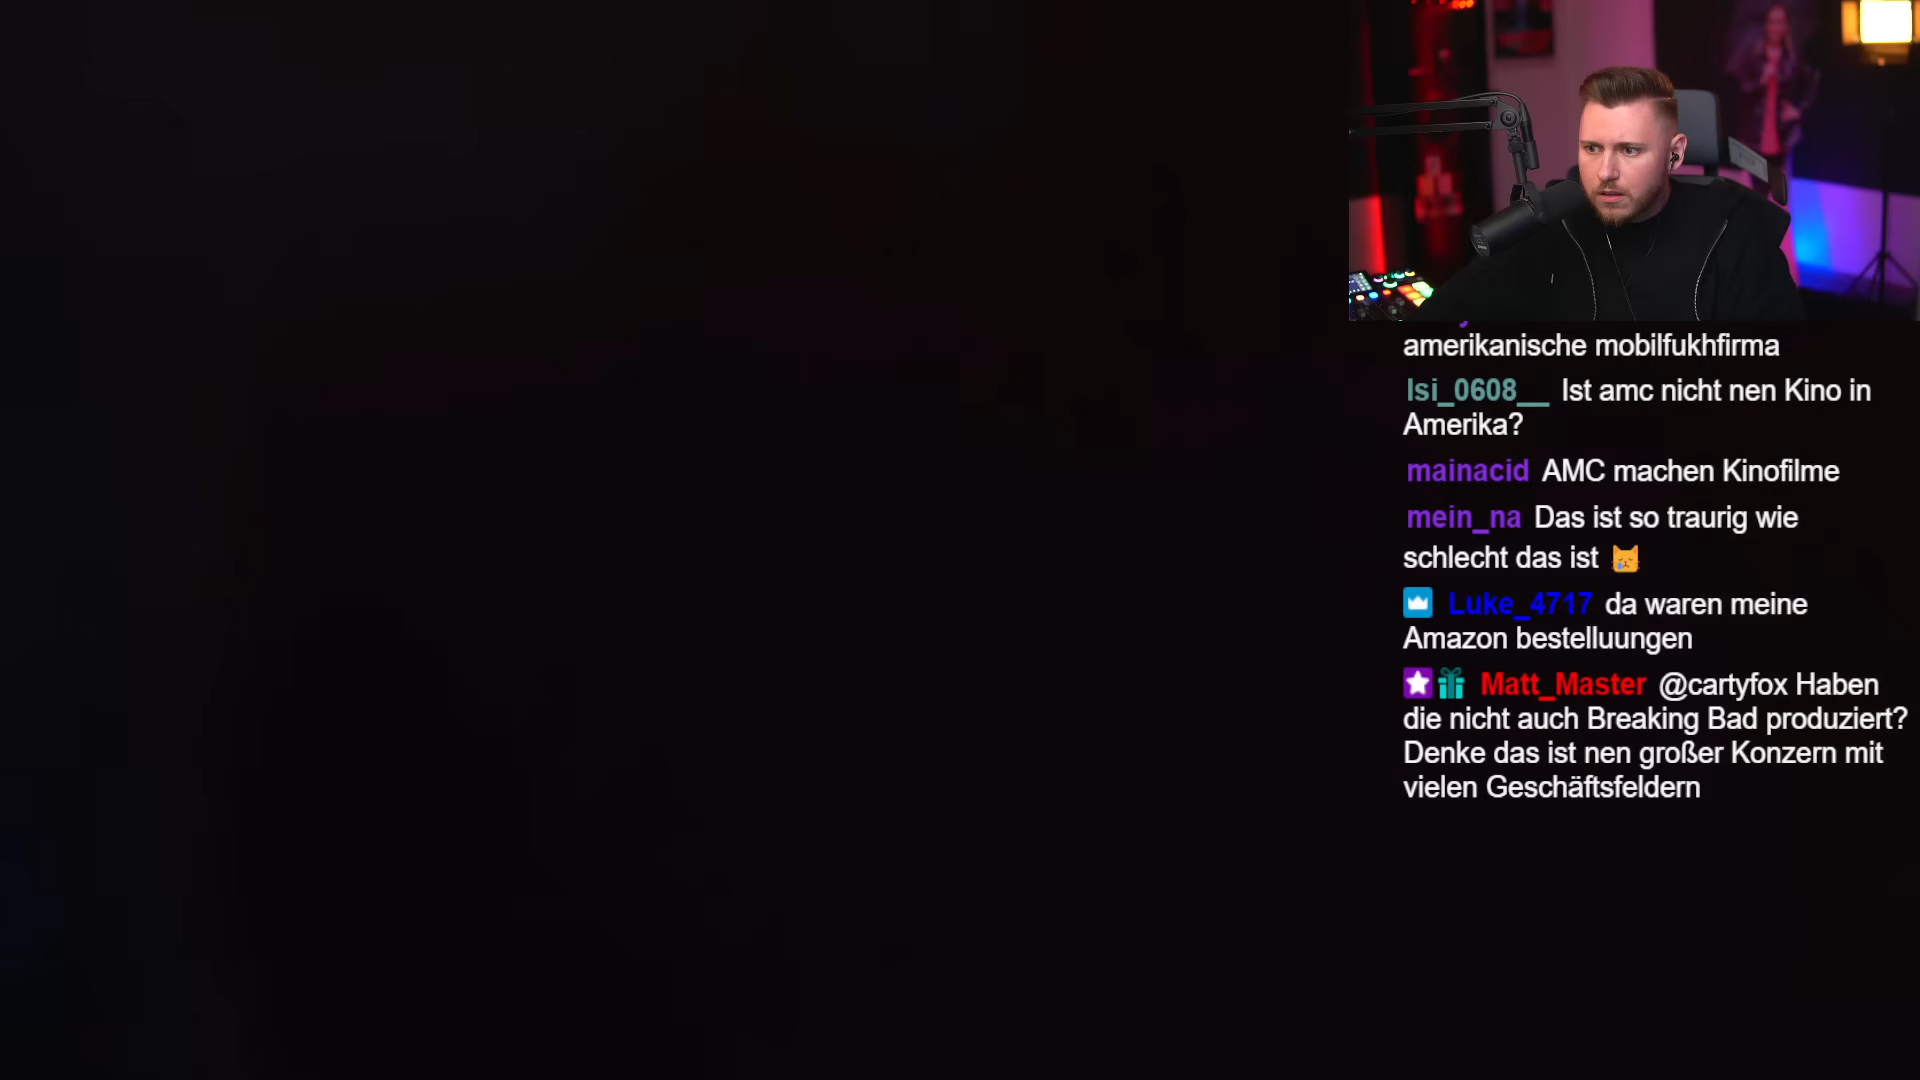 amerikanische mobilfukhfirma
Isi_0608__ Ist amc nicht nen Kino in
Amerika?
mainacid AMC machen Kinofilme
mein_na Das ist so traurig wie
schlecht das ist 😿
Luke_4717 da waren meine
Amazon bestelluungen
Matt_Master @cartyfox Haben
die nicht auch Breaking Bad produziert?
Denke das ist nen großer Konzern mit
vielen Geschäftsfeldern